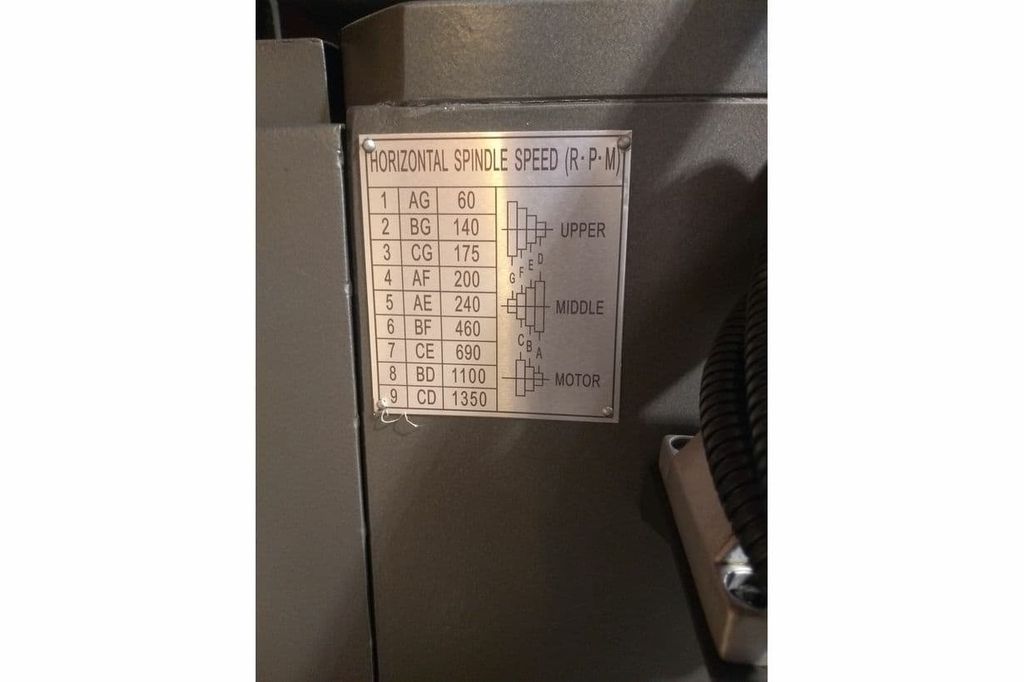 HORIZONTAL SPINDLE SPEED (R·P·M)
1 AG 60
2 BG 140
3 CG 175
4 AF 200
5 AE 240
6 BF 460
7 CE 690
8 BD 1100
9 CD 1350
UPPER
G F E D
MIDDLE
C B A
MOTOR